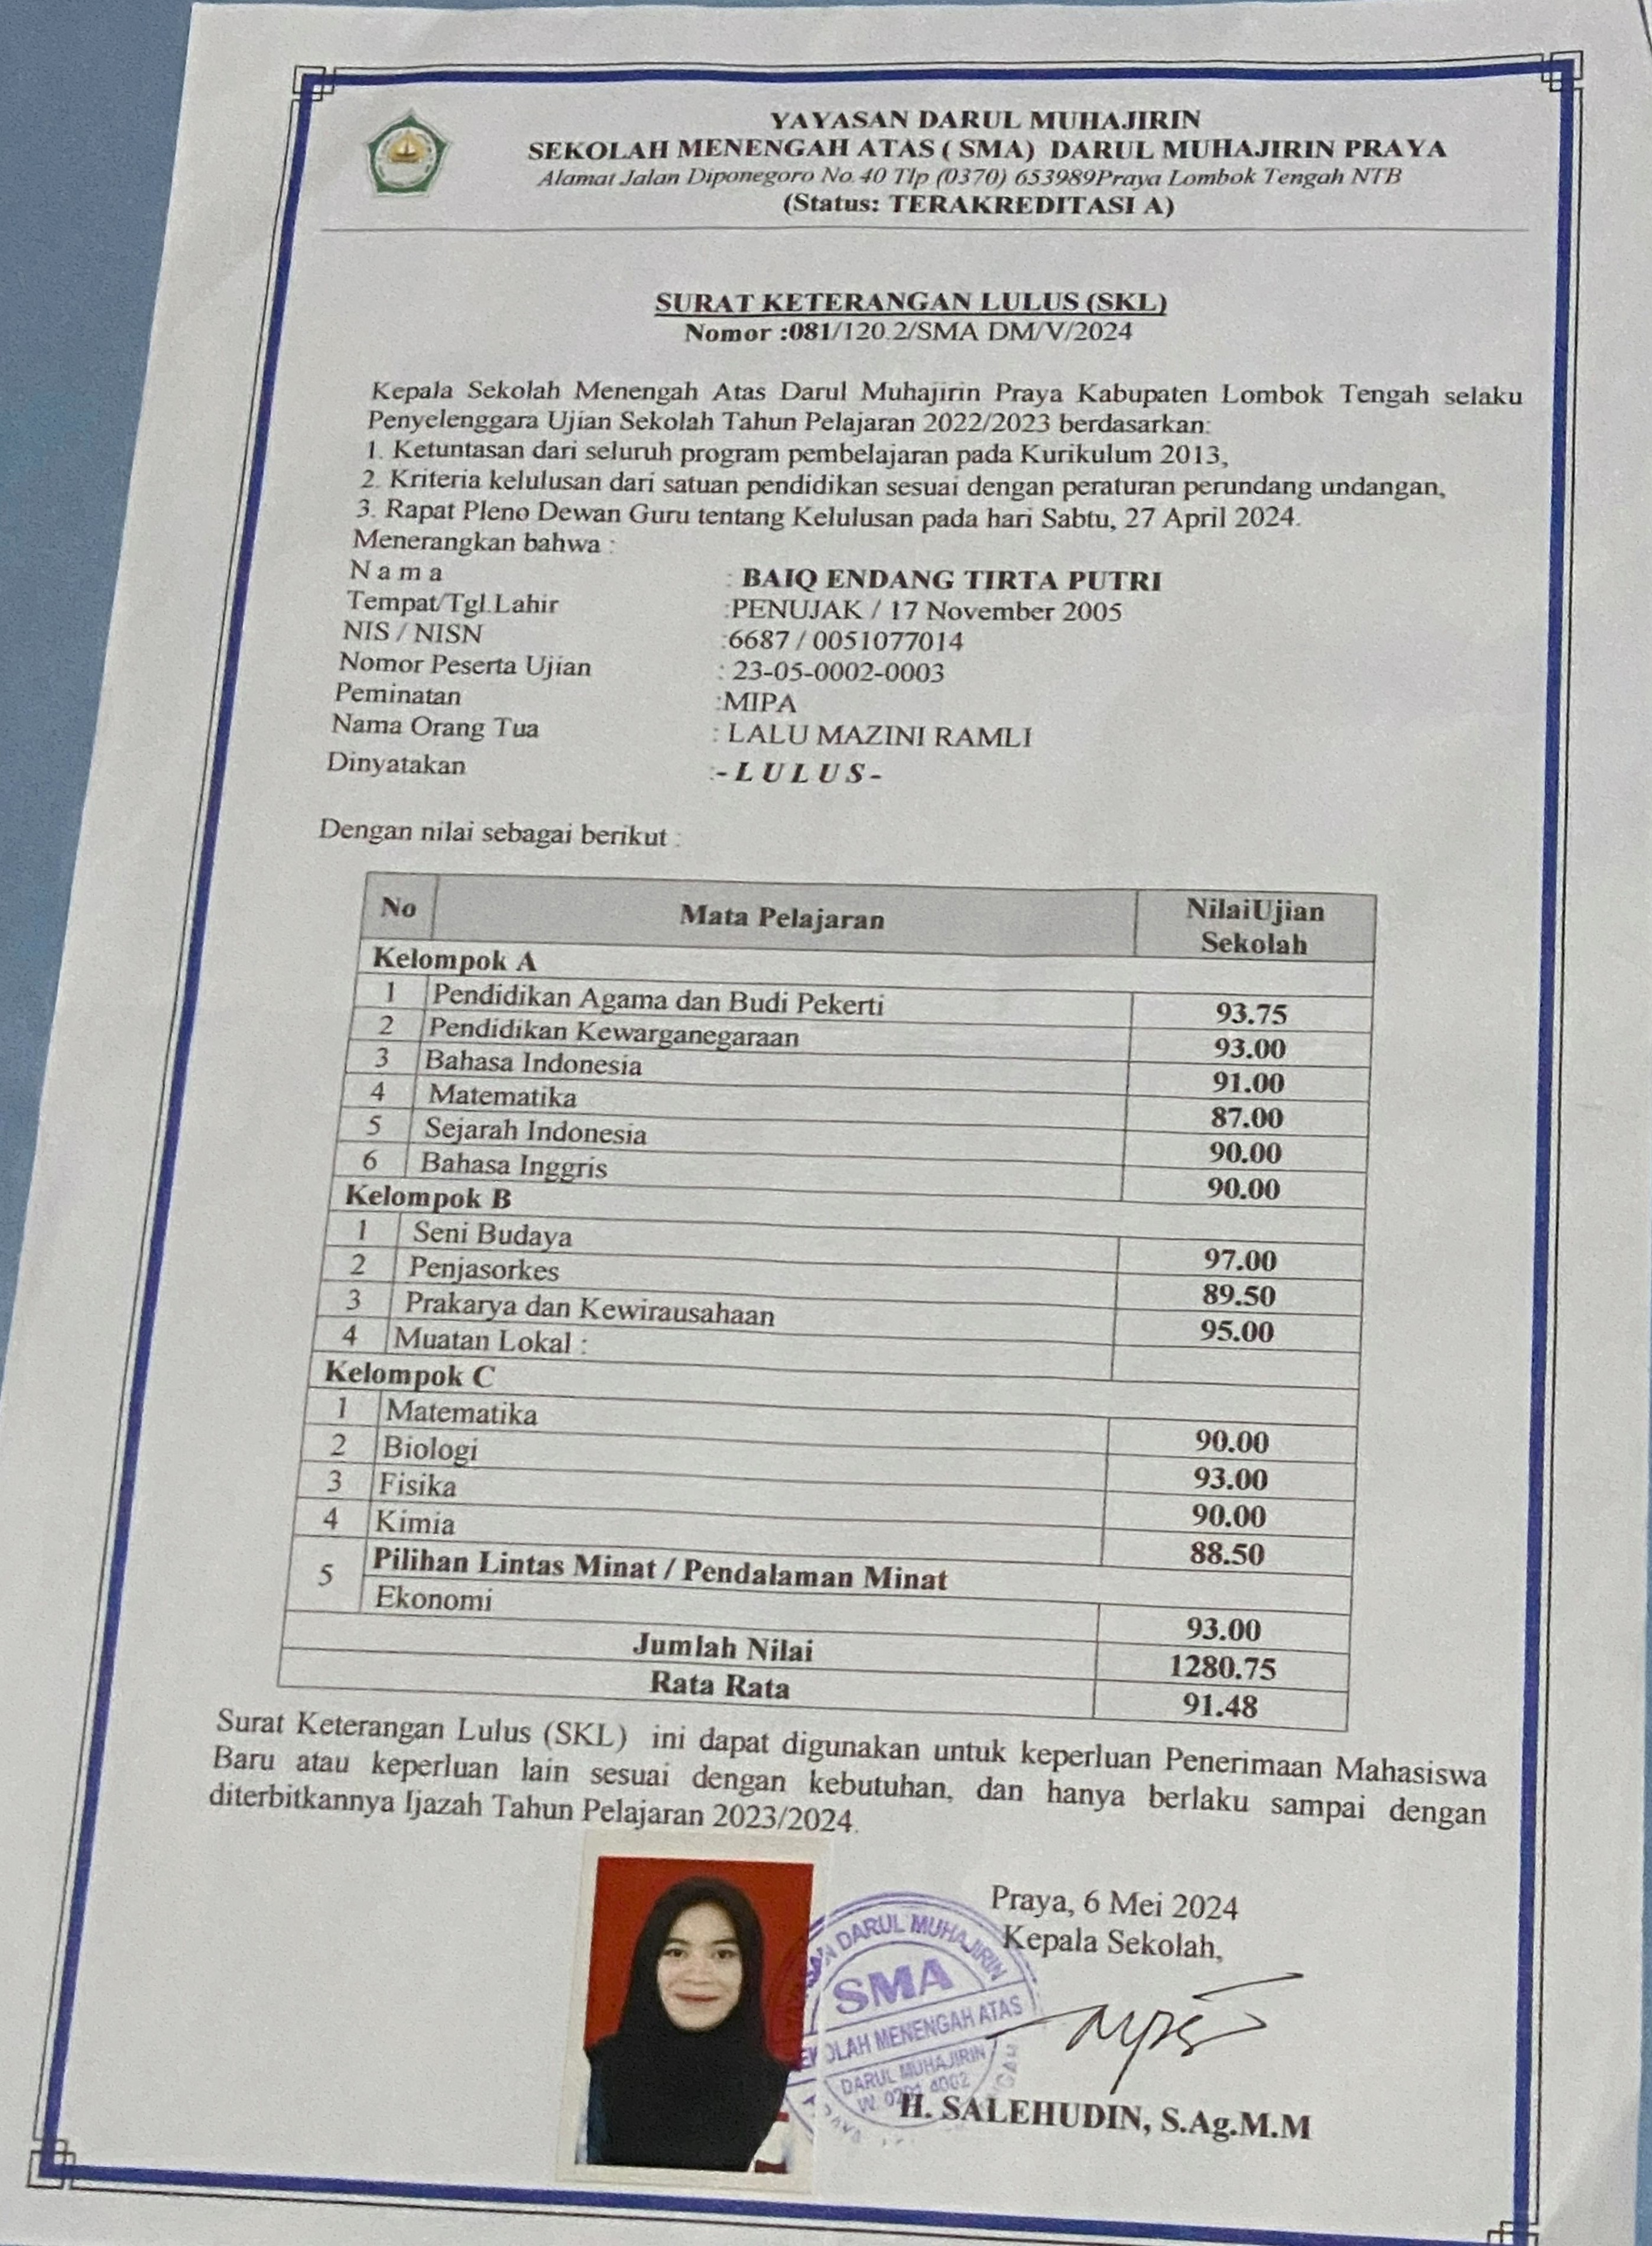 YAYASAN DARUL MUHAJIRIN
SEKOLAH MENENGAH ATAS ( SMA) DARUL MUHAJIRIN PRAYA
Alamat Jalan Diponegoro No.40 Tlp (0370) 653989Praya Lombok Tengah NTB
(Status: TERAKREDITASI A)
SURAT KETERANGAN LULUS (SKL)
Nomor :081/120.2/SMA DM/V/2024
Kepala Sekolah Menengah Atas Darul Muhajirin Praya Kabupaten Lombok Tengah selaku
Penyelenggara Ujian Sekolah Tahun Pelajaran 2022/2023 berdasarkan:
1. Ketuntasan dari seluruh program pembelajaran pada Kurikulum 2013,
2. Kriteria kelulusan dari satuan pendidikan sesuai dengan peraturan perundang undangan,
3. Rapat Pleno Dewan Guru tentang Kelulusan pada hari Sabtu, 27 April 2024.
Menerangkan bahwa :
N a m a : BAIQ ENDANG TIRTA PUTRI
Tempat/Tgl.Lahir :PENUJAK / 17 November 2005
NIS / NISN :6687 / 0051077014
Nomor Peserta Ujian : 23-05-0002-0003
Peminatan :MIPA
Nama Orang Tua : LALU MAZINI RAMLI
Dinyatakan :- L U L U S -
Dengan nilai sebagai berikut :
No Mata Pelajaran NilaiUjian Sekolah
Kelompok A
1 Pendidikan Agama dan Budi Pekerti 93.75
2 Pendidikan Kewarganegaraan 93.00
3 Bahasa Indonesia 91.00
4 Matematika 87.00
5 Sejarah Indonesia 90.00
6 Bahasa Inggris 90.00
Kelompok B
1 Seni Budaya 97.00
2 Penjasorkes 89.50
3 Prakarya dan Kewirausahaan 95.00
4 Muatan Lokal :
Kelompok C
1 Matematika 90.00
2 Biologi 93.00
3 Fisika 90.00
4 Kimia 88.50
5 Pilihan Lintas Minat / Pendalaman Minat
Ekonomi 93.00
Jumlah Nilai 1280.75
Rata Rata 91.48
Surat Keterangan Lulus (SKL) ini dapat digunakan untuk keperluan Penerimaan Mahasiswa
Baru atau keperluan lain sesuai dengan kebutuhan, dan hanya berlaku sampai dengan
diterbitkannya Ijazah Tahun Pelajaran 2023/2024.
Praya, 6 Mei 2024
Kepala Sekolah,
DARUL MUHAJIRIN
SMA
MENENGAH ATAS
DARUL MUHAJIRIN
H. SALEHUDIN, S.Ag.M.M